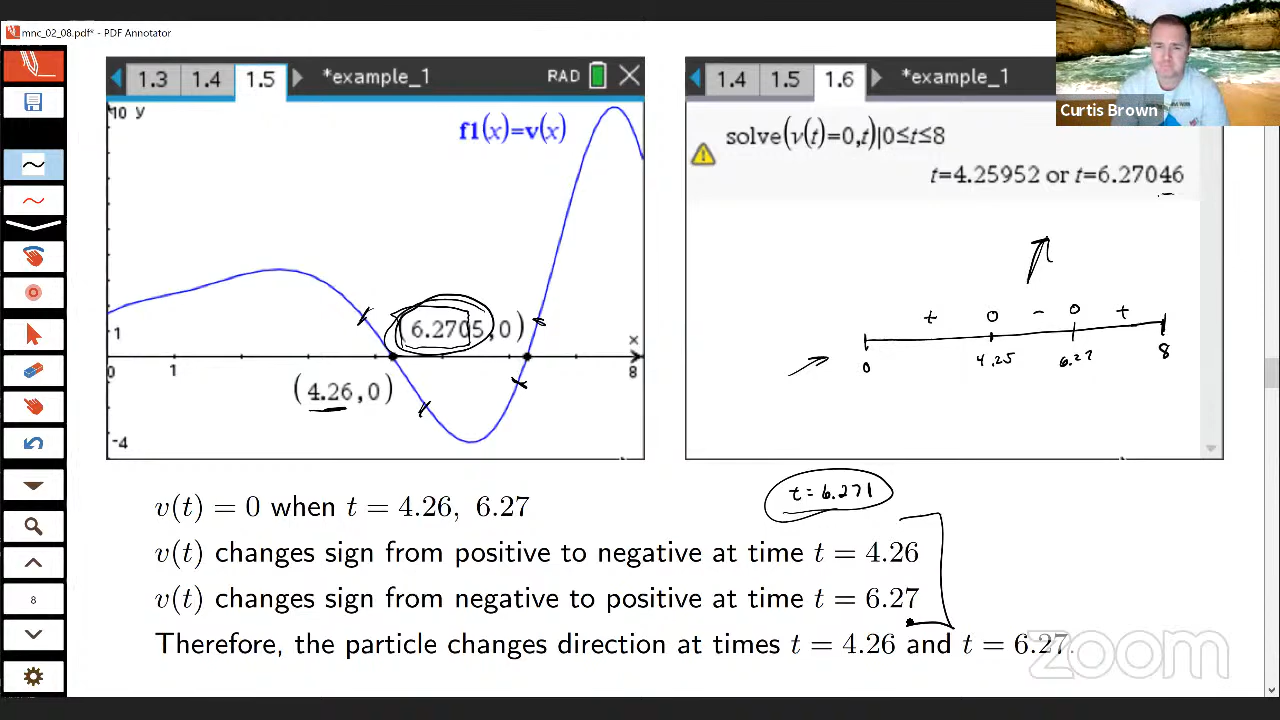 mnc_02_08.pdf* - PDF Annotator
Curtis Brown
1.3 1.4 1.5 *example_1 RAD
10 y
f1(x)=v(x)
(6.2705,0)
1
x
0 1 8
(4.26,0)
-4
1.4 1.5 1.6 *example_1
solve(v(t)=0,t)|0≤t≤8
t=4.25952 or t=6.27046
+ 0 - 0 +
0 4.25 6.27 8
t = 6.271
v(t) = 0 when t = 4.26, 6.27
v(t) changes sign from positive to negative at time t = 4.26
v(t) changes sign from negative to positive at time t = 6.27
Therefore, the particle changes direction at times t = 4.26 and t = 6.27.
8
zoom